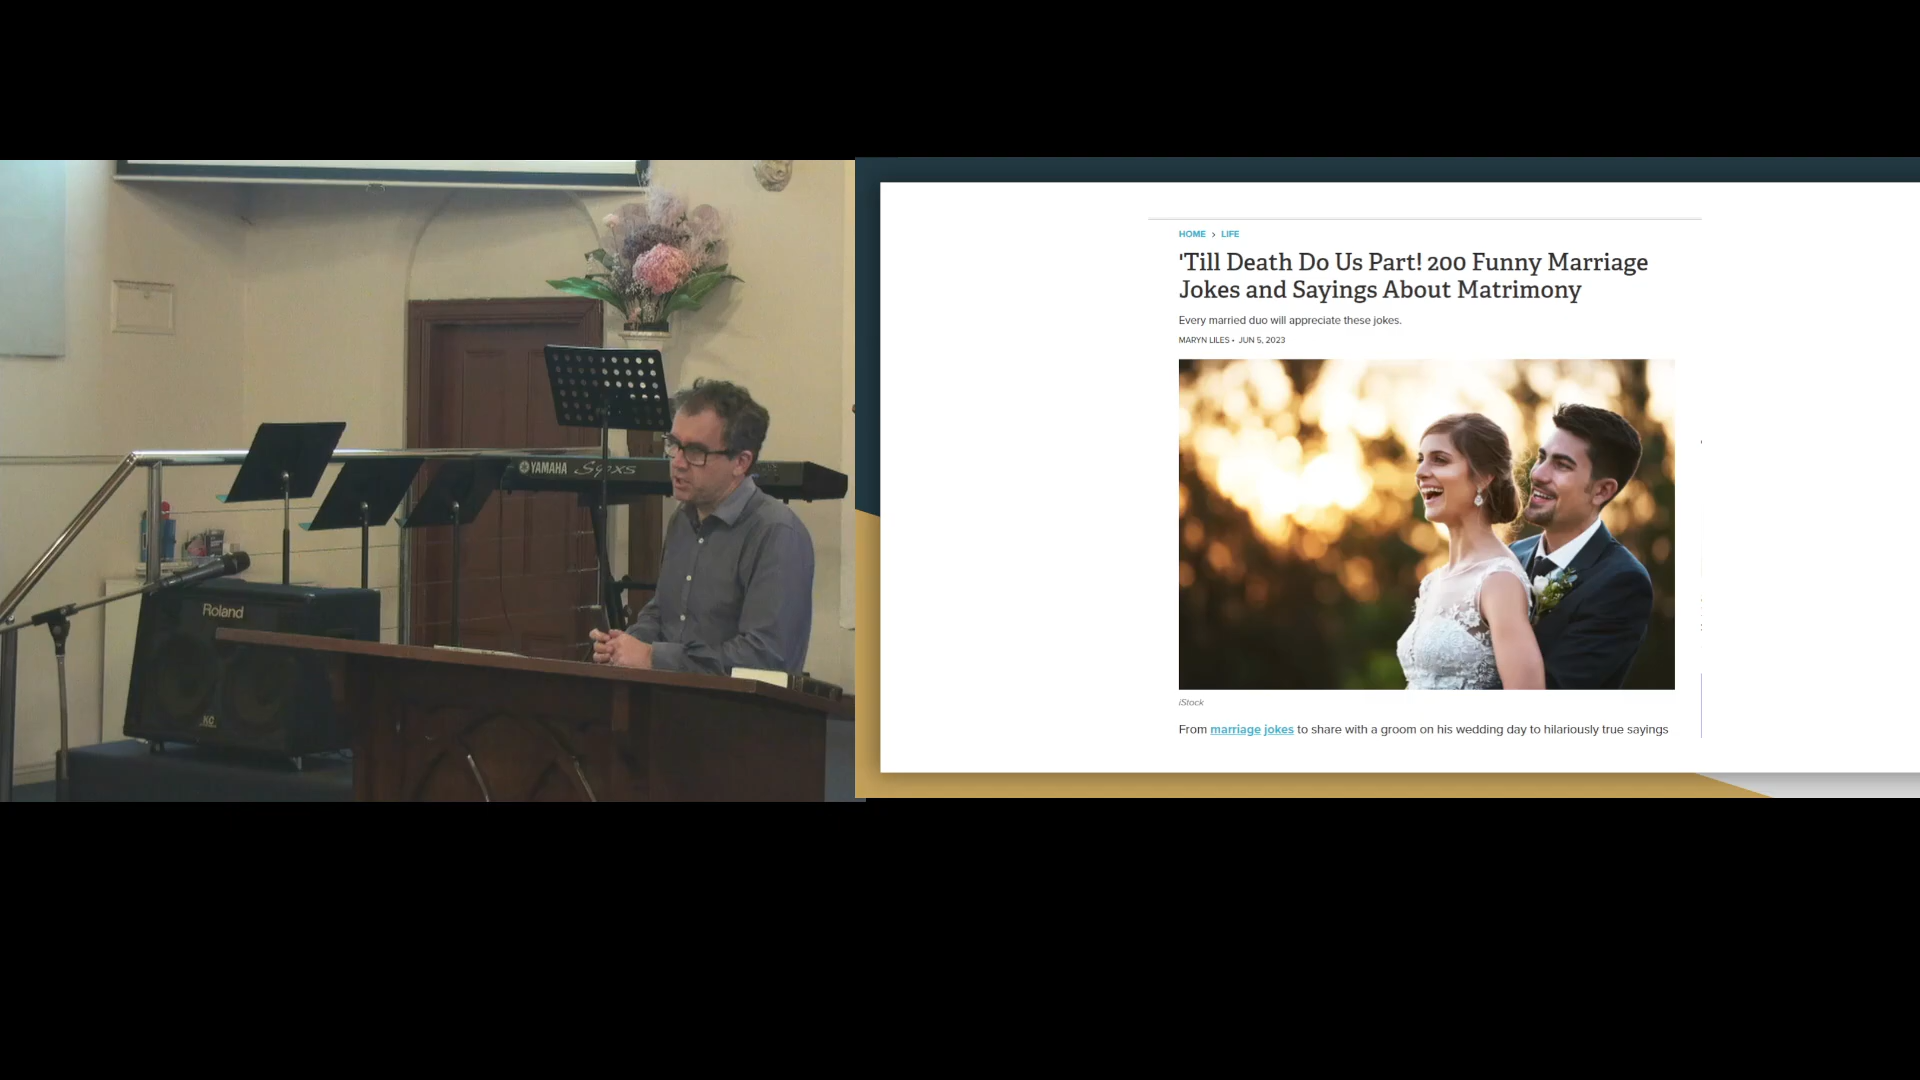 YAMAHA S90XS
Roland
KC
HOME > LIFE
'Till Death Do Us Part! 200 Funny Marriage
Jokes and Sayings About Matrimony
Every married duo will appreciate these jokes.
MARYN LILES • JUN 5, 2023
iStock
From marriage jokes to share with a groom on his wedding day to hilariously true sayings